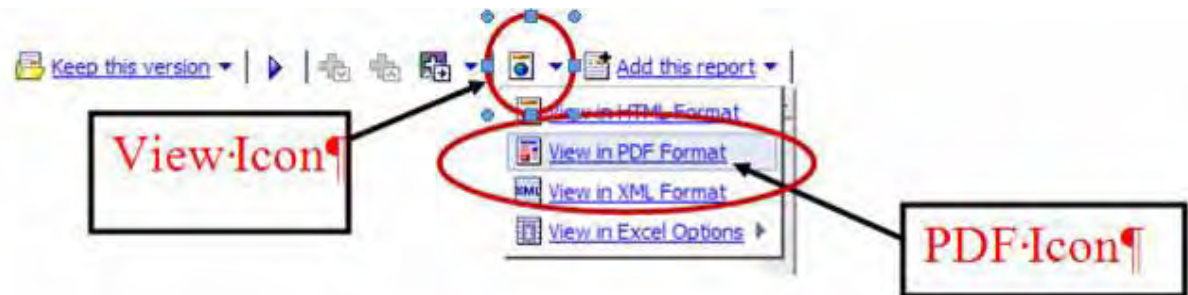 Keep this version
Add this report
View in HTML Format
View·Icon¶
View in PDF Format
XML View in XML Format
View in Excel Options
PDF·Icon¶